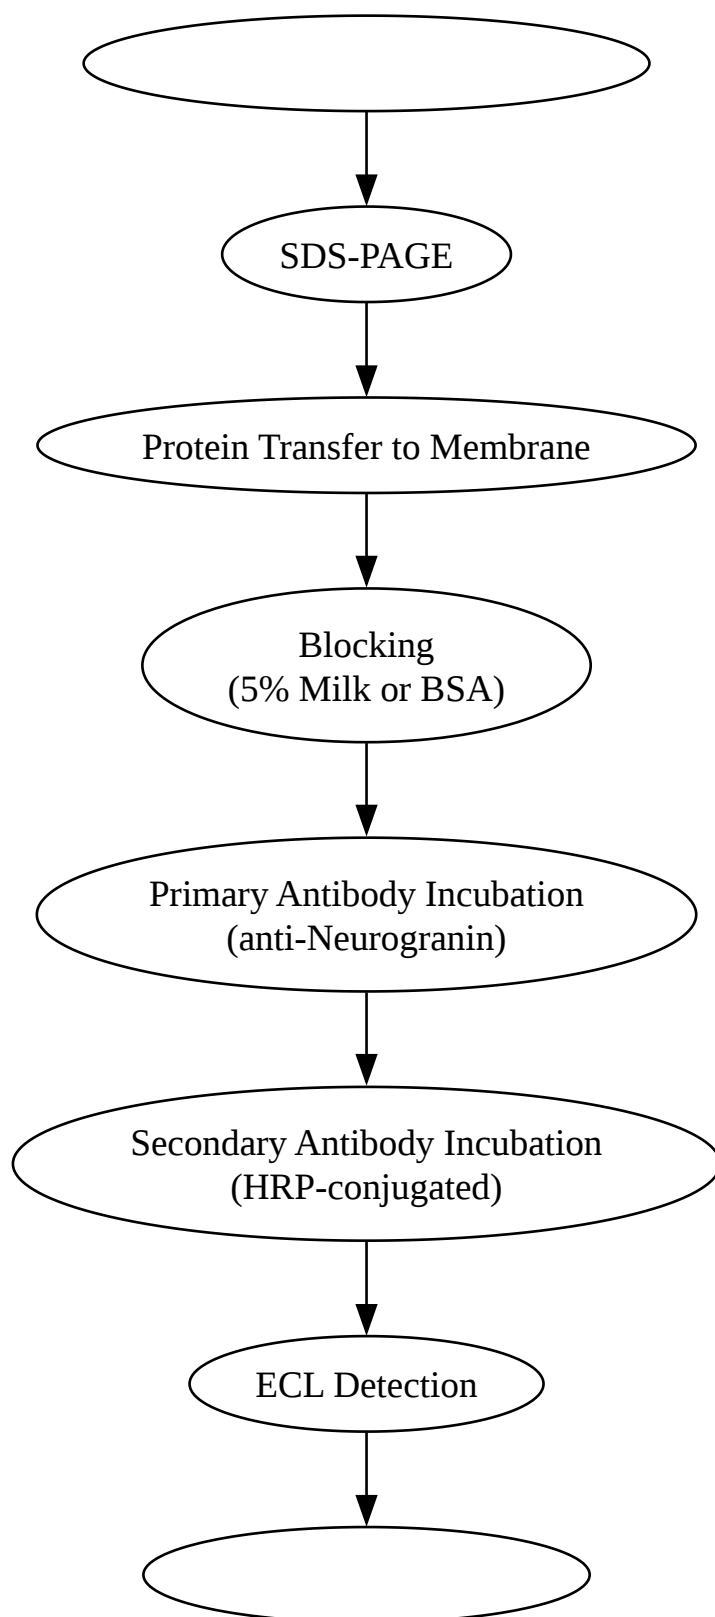 SDS-PAGE
Protein Transfer to Membrane
Blocking
(5% Milk or BSA)
Primary Antibody Incubation
(anti-Neurogranin)
Secondary Antibody Incubation
(HRP-conjugated)
ECL Detection